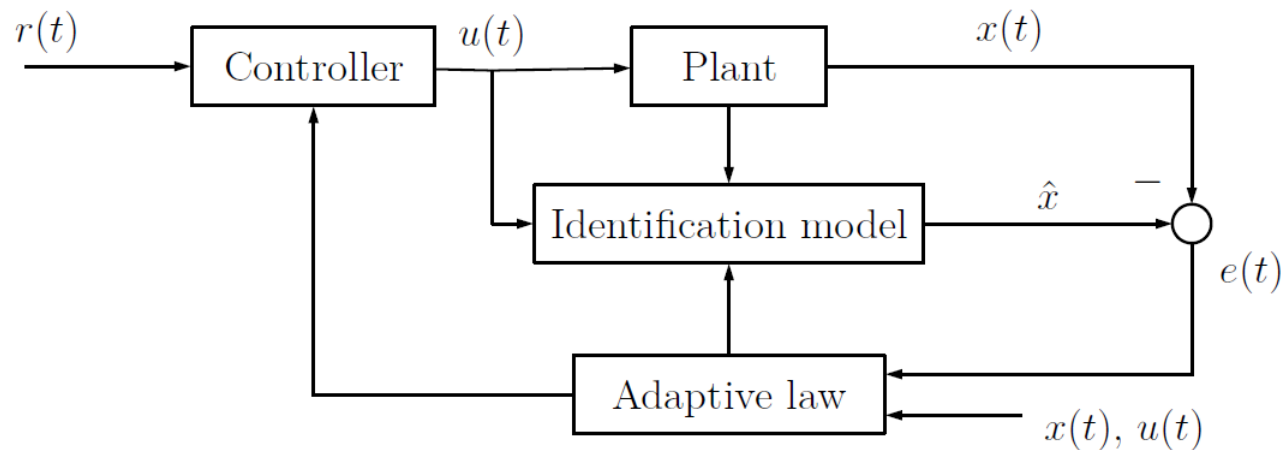 r(t)
Controller
u(t)
Plant
x(t)
Identification model
x̂
−
e(t)
Adaptive law
x(t), u(t)